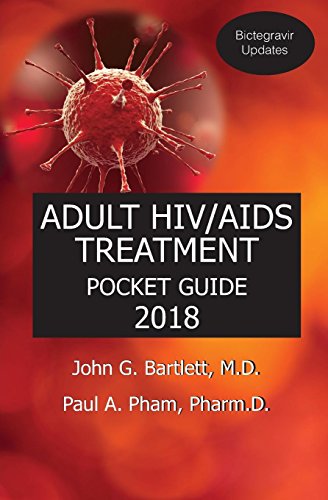 Bictegravir
Updates
ADULT HIV/AIDS
TREATMENT
POCKET GUIDE
2018
John G. Bartlett, M.D.
Paul A. Pham, Pharm.D.